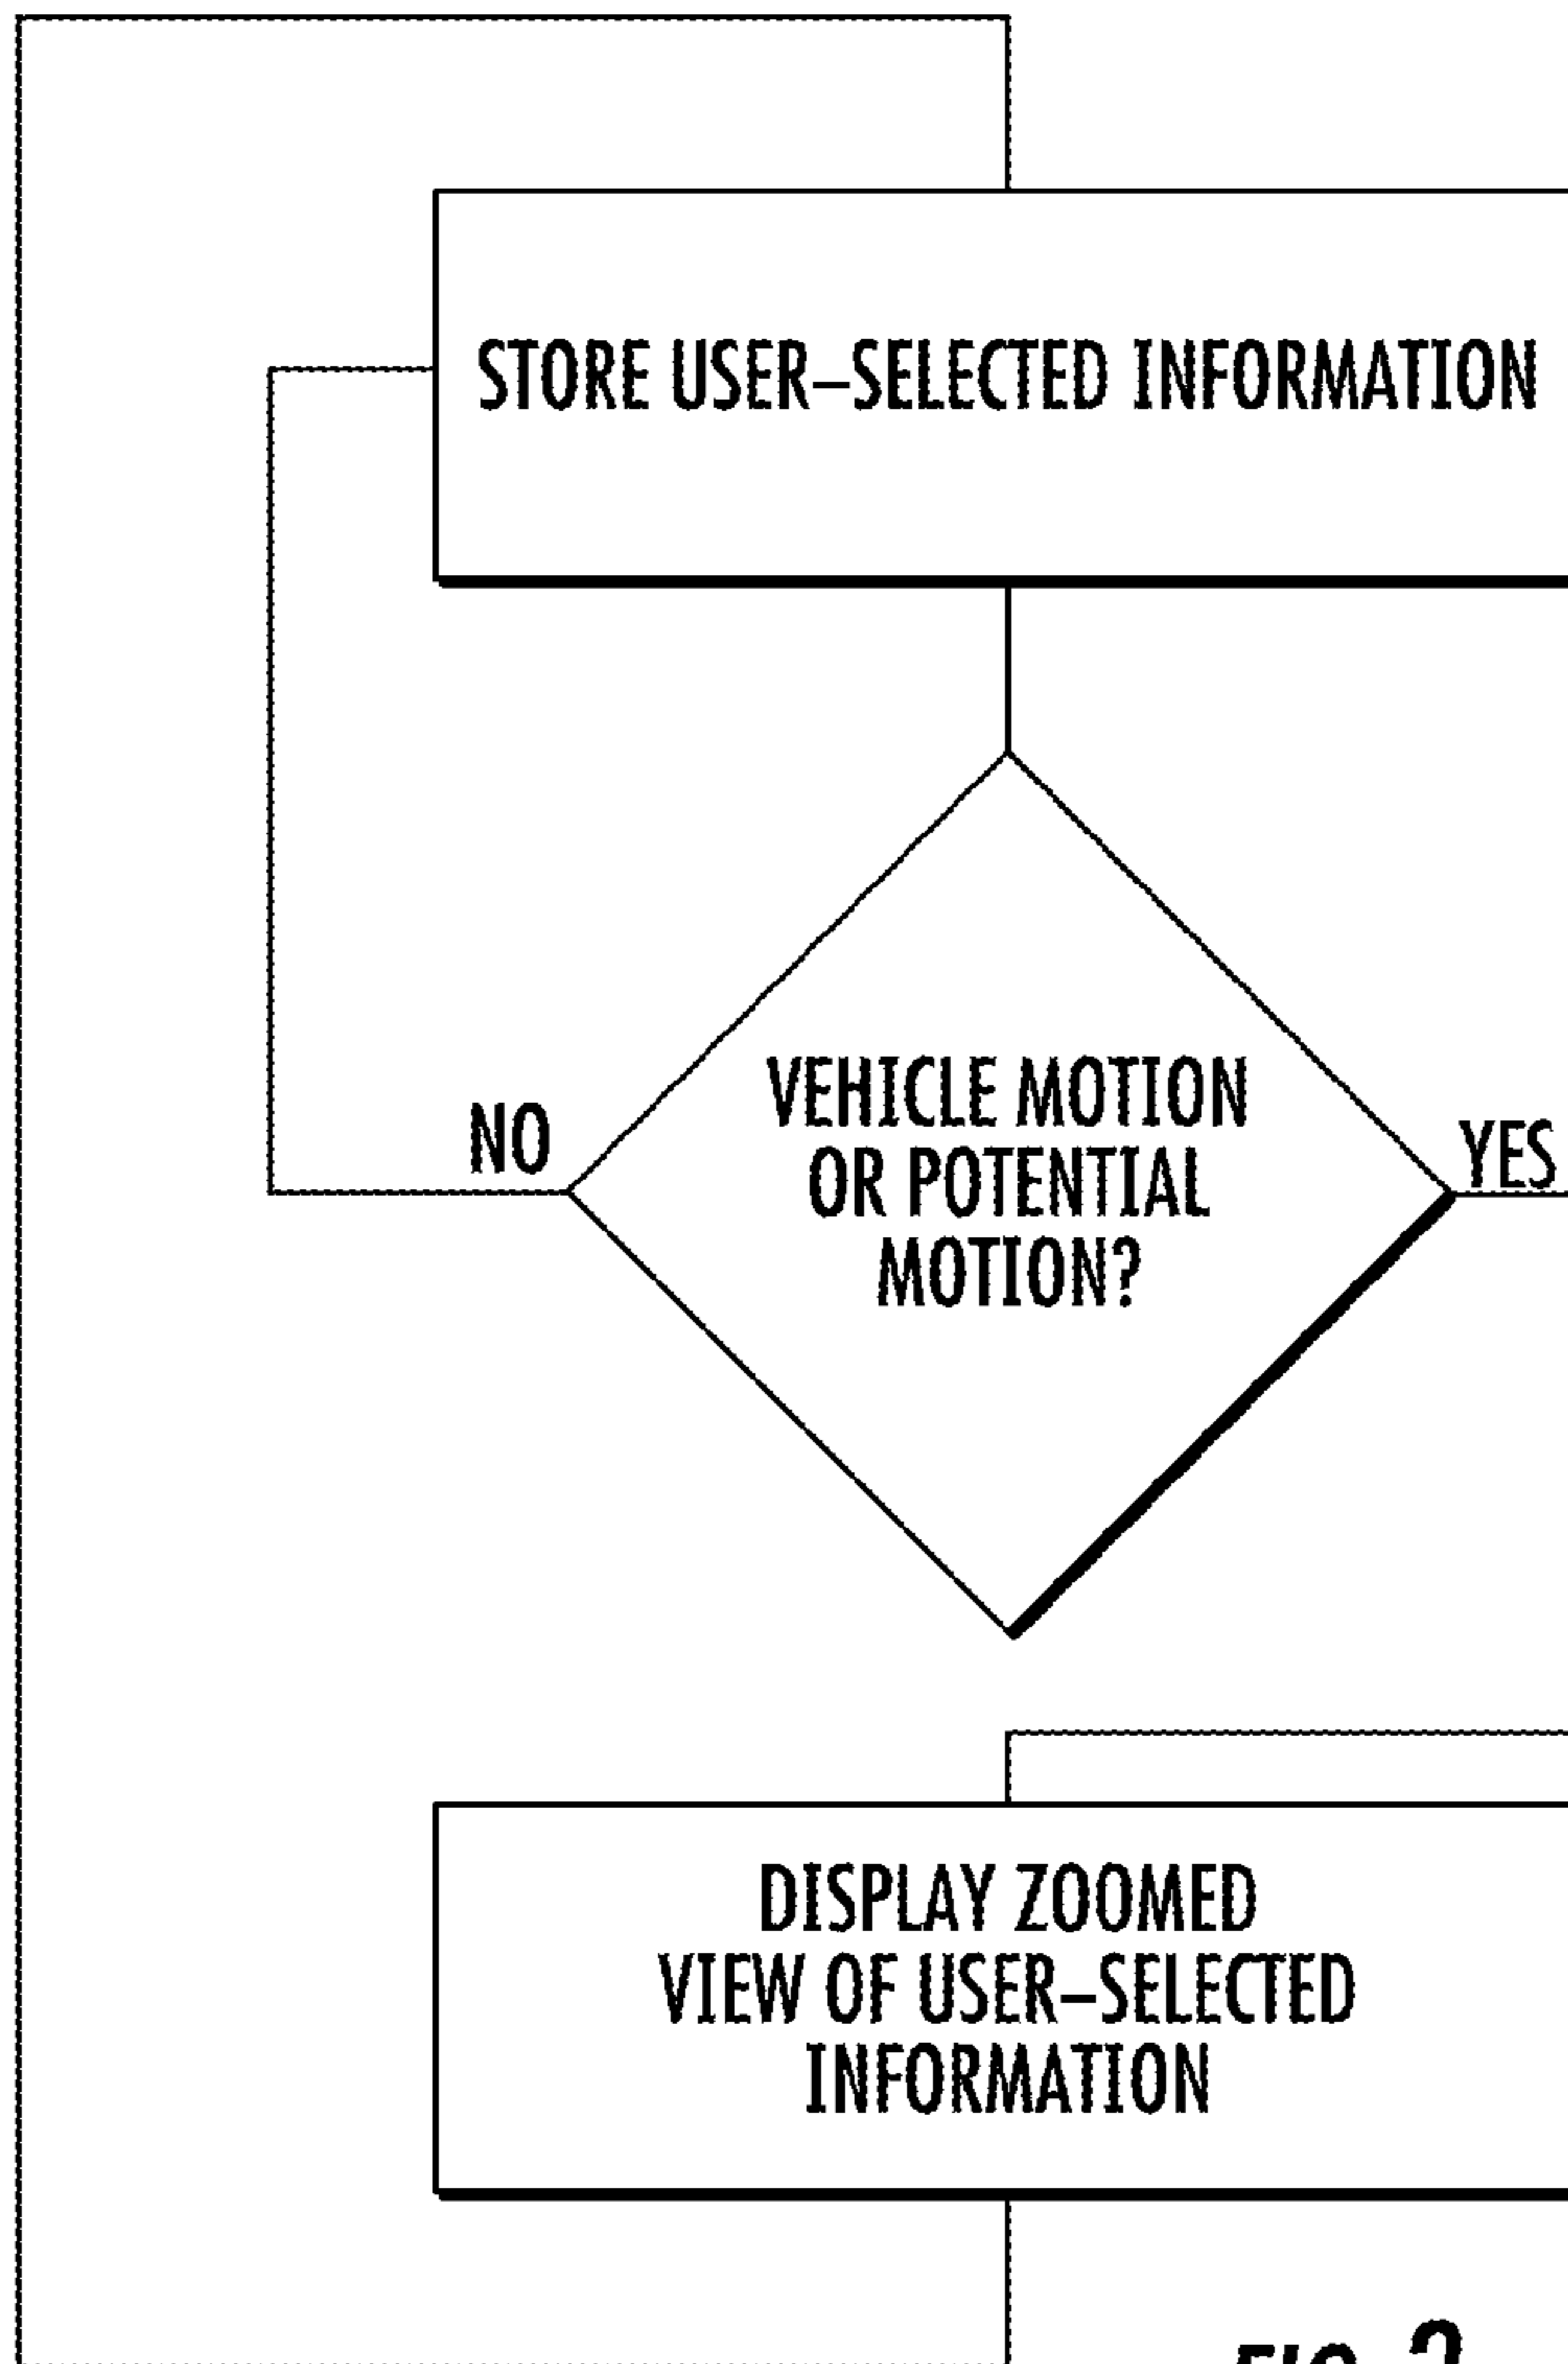 STORE USER–SELECTED INFORMATION
VEHICLE MOTION
OR POTENTIAL
MOTION?
NO
YES
DISPLAY ZOOMED
VIEW OF USER–SELECTED
INFORMATION